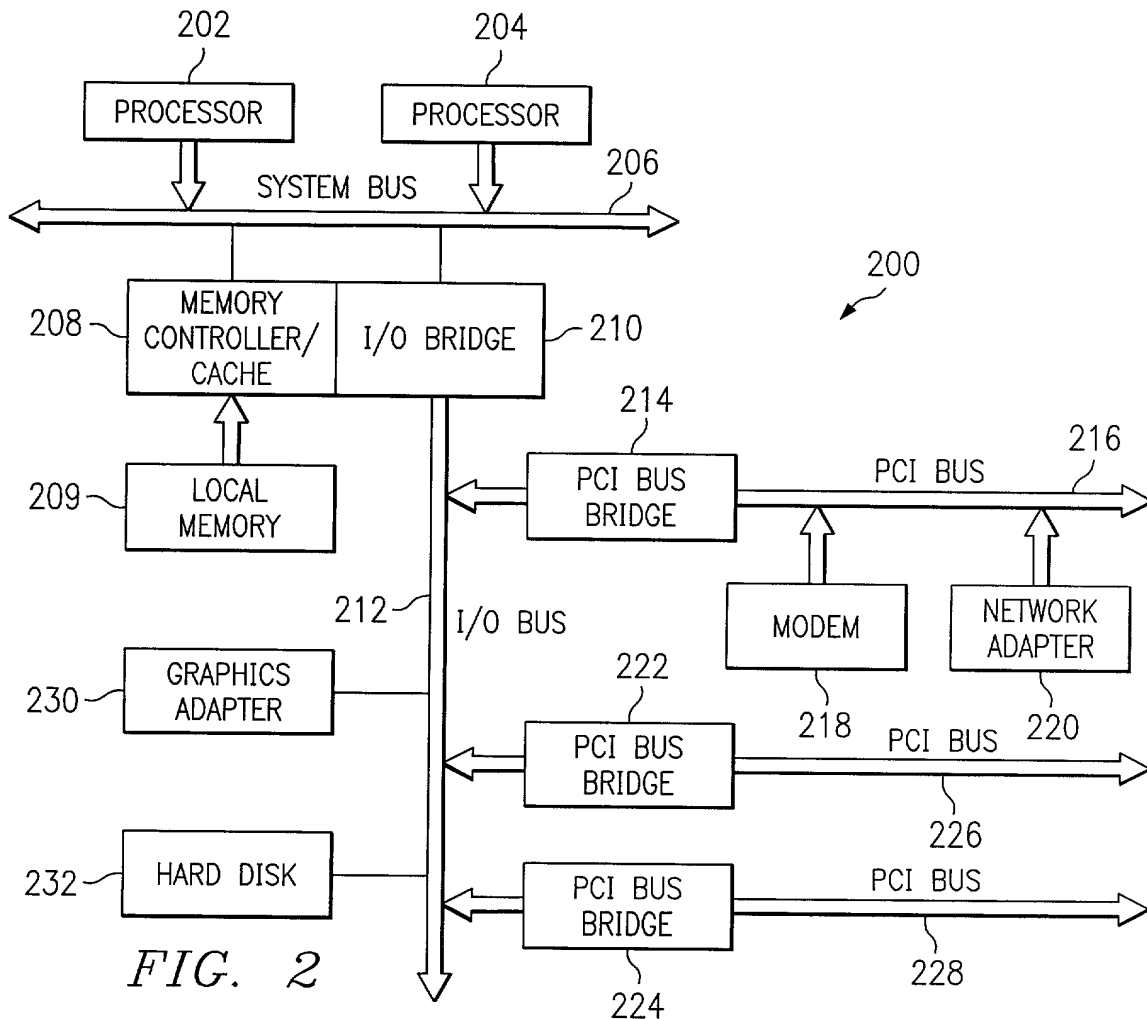 202
204
PROCESSOR
PROCESSOR
206
SYSTEM BUS
200
208
MEMORY
CONTROLLER/
CACHE
I/O BRIDGE
210
214
216
209
LOCAL
MEMORY
PCI BUS
BRIDGE
PCI BUS
212
I/O BUS
MODEM
NETWORK
ADAPTER
218
220
230
GRAPHICS
ADAPTER
222
PCI BUS
BRIDGE
PCI BUS
226
232
HARD DISK
PCI BUS
BRIDGE
PCI BUS
228
224
FIG. 2